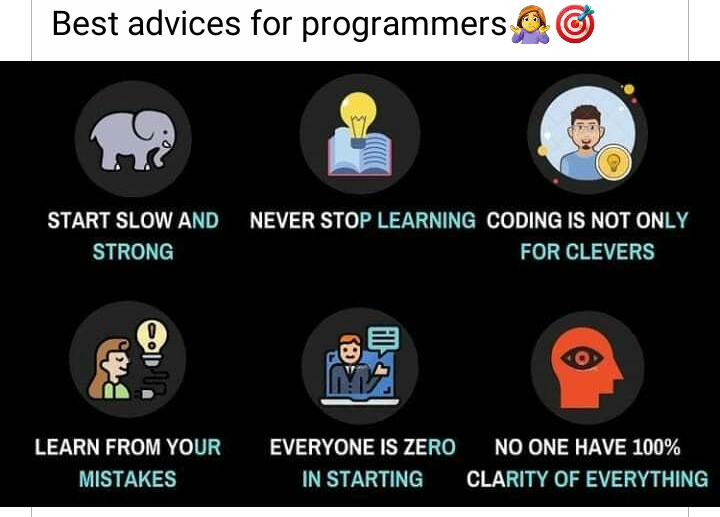 Best advices for programmers🤷‍♀️🎯
START SLOW AND
STRONG
NEVER STOP LEARNING
CODING IS NOT ONLY
FOR CLEVERS
LEARN FROM YOUR
MISTAKES
EVERYONE IS ZERO
IN STARTING
NO ONE HAVE 100%
CLARITY OF EVERYTHING